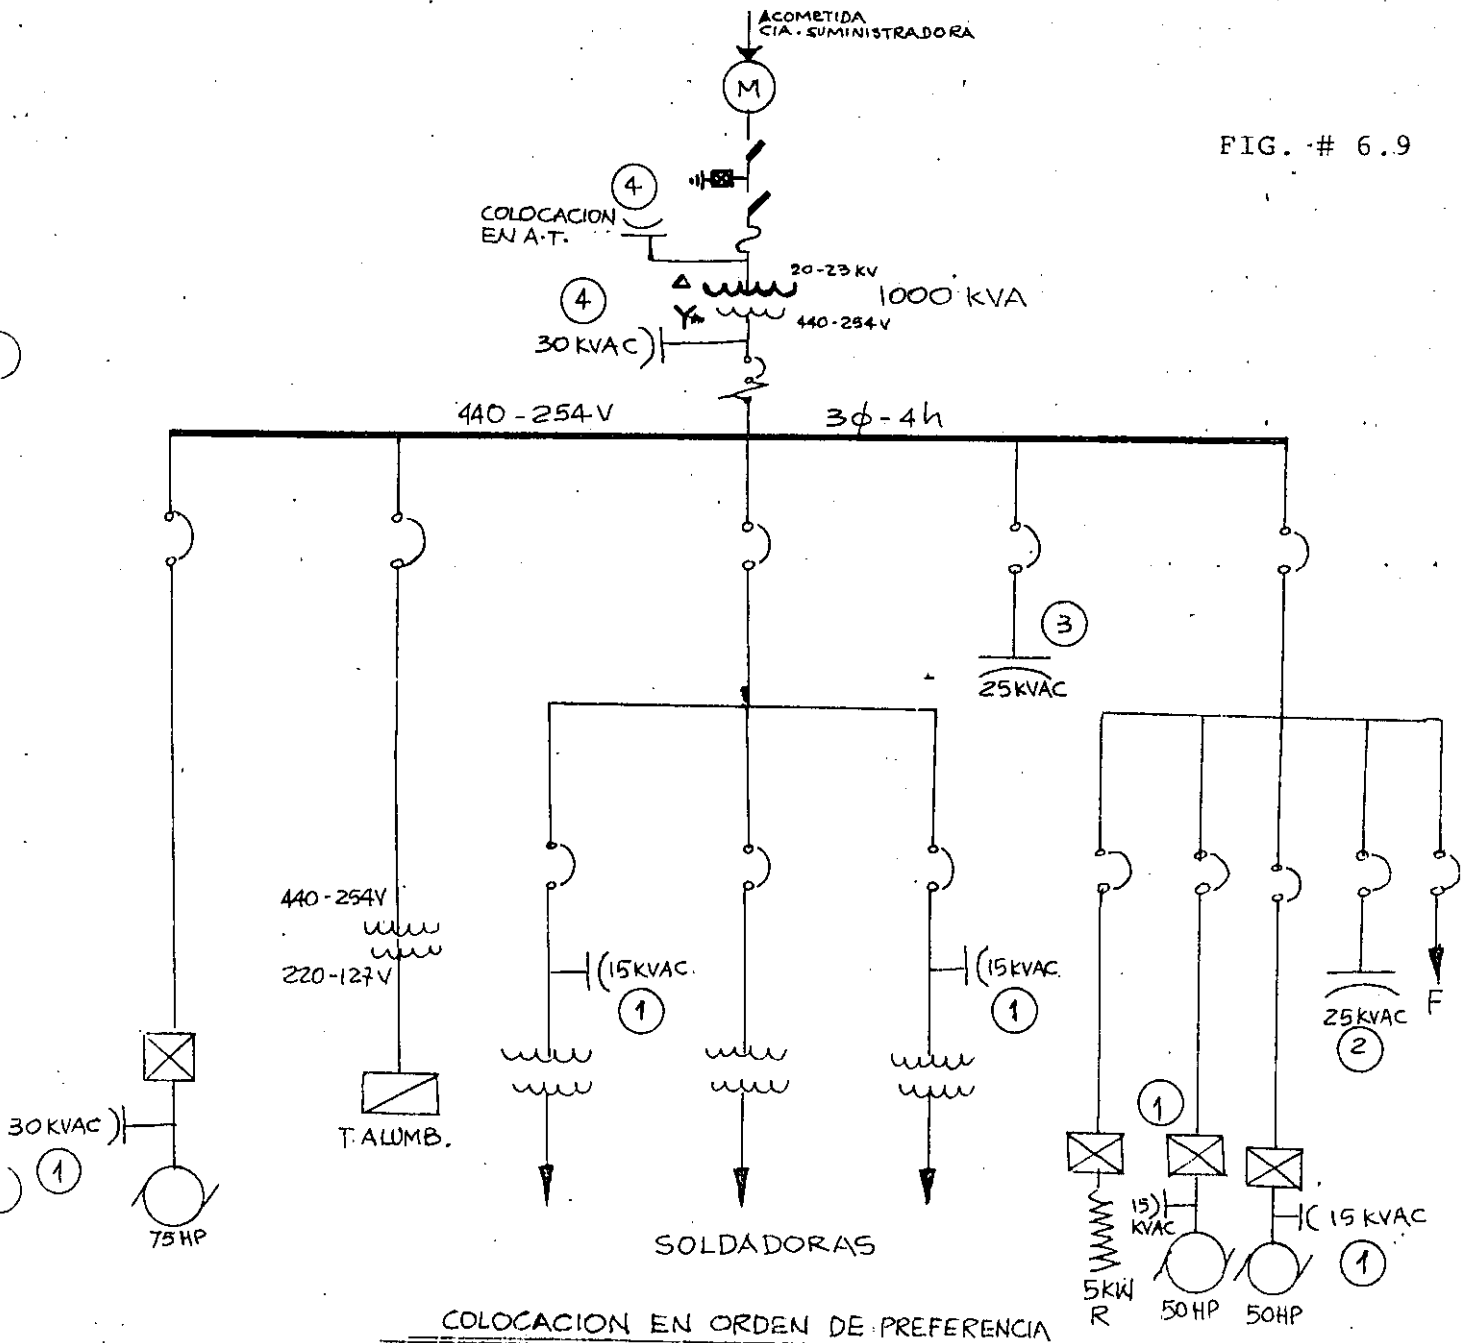 ACOMETIDA
CIA. SUMINISTRADORA
M
FIG. # 6.9
4
COLOCACION
EN A.T.
20-23 KV
Δ
1000 KVA
4
Y
440-254V
30 KVAC
440-254V
3φ-4h
3
25KVAC
440-254V
220-127V
15KVAC.
1
15KVAC.
1
25KVAC
2
F
30 KVAC
1
75HP
T. ALUMB.
SOLDADORAS
1
15
KVAC
15 KVAC
1
5KW
R
50HP
50HP
COLOCACION EN ORDEN DE PREFERENCIA